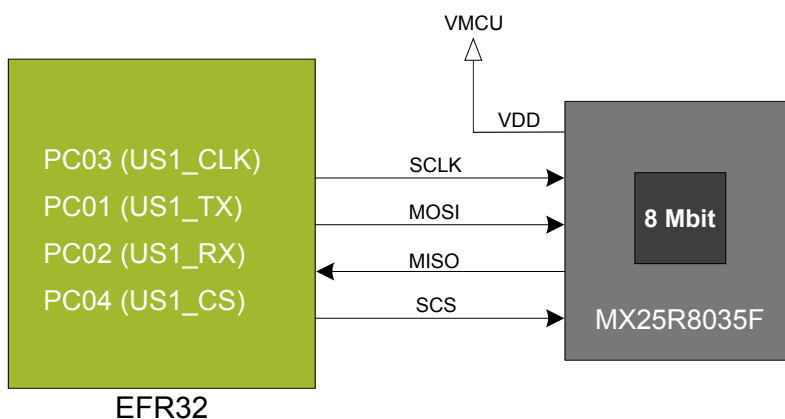 VMCU
VDD
PC03 (US1_CLK)
SCLK
PC01 (US1_TX)
MOSI
8 Mbit
PC02 (US1_RX)
MISO
PC04 (US1_CS)
SCS
MX25R8035F
EFR32